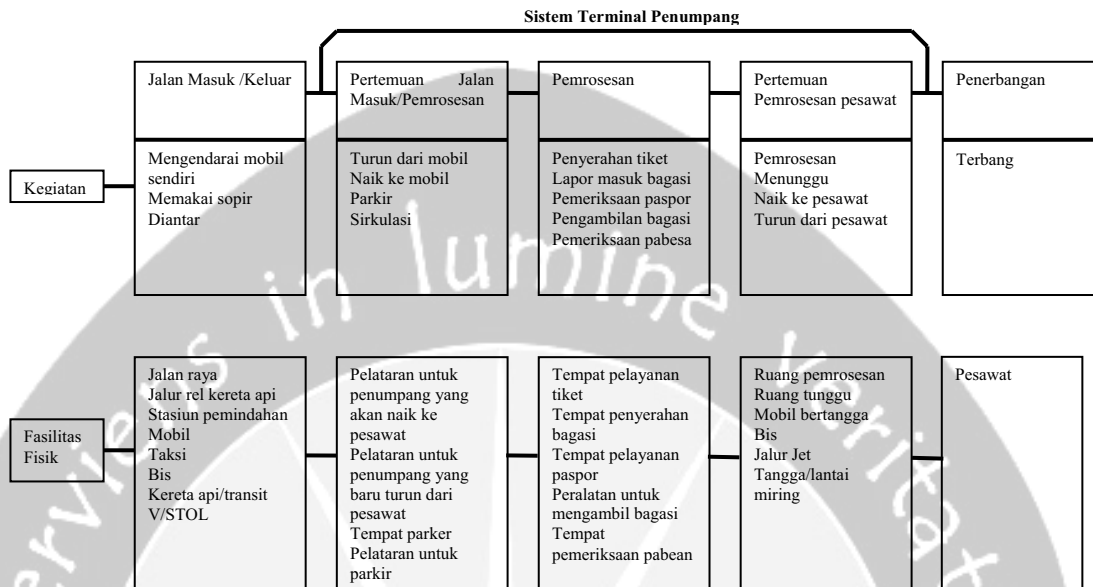 Sistem Terminal Penumpang
Jalan Masuk /Keluar
Pertemuan Jalan
Masuk/Pemrosesan
Pemrosesan
Pertemuan
Pemrosesan pesawat
Penerbangan
Kegiatan
Mengendarai mobil
sendiri
Memakai sopir
Diantar
Turun dari mobil
Naik ke mobil
Parkir
Sirkulasi
Penyerahan tiket
Lapor masuk bagasi
Pemeriksaan paspor
Pengambilan bagasi
Pemeriksaan pabesa
Pemrosesan
Menunggu
Naik ke pesawat
Turun dari pesawat
Terbang
Fasilitas
Fisik
Jalan raya
Jalur rel kereta api
Stasiun pemindahan
Mobil
Taksi
Bis
Kereta api/transit
V/STOL
Pelataran untuk
penumpang yang
akan naik ke
pesawat
Pelataran untuk
penumpang yang
baru turun dari
pesawat
Tempat parker
Pelataran untuk
parkir
Tempat pelayanan
tiket
Tempat penyerahan
bagasi
Tempat pelayanan
paspor
Peralatan untuk
mengambil bagasi
Tempat
pemeriksaan pabean
Ruang pemrosesan
Ruang tunggu
Mobil bertangga
Bis
Jalur Jet
Tangga/lantai
miring
Pesawat
in lumine